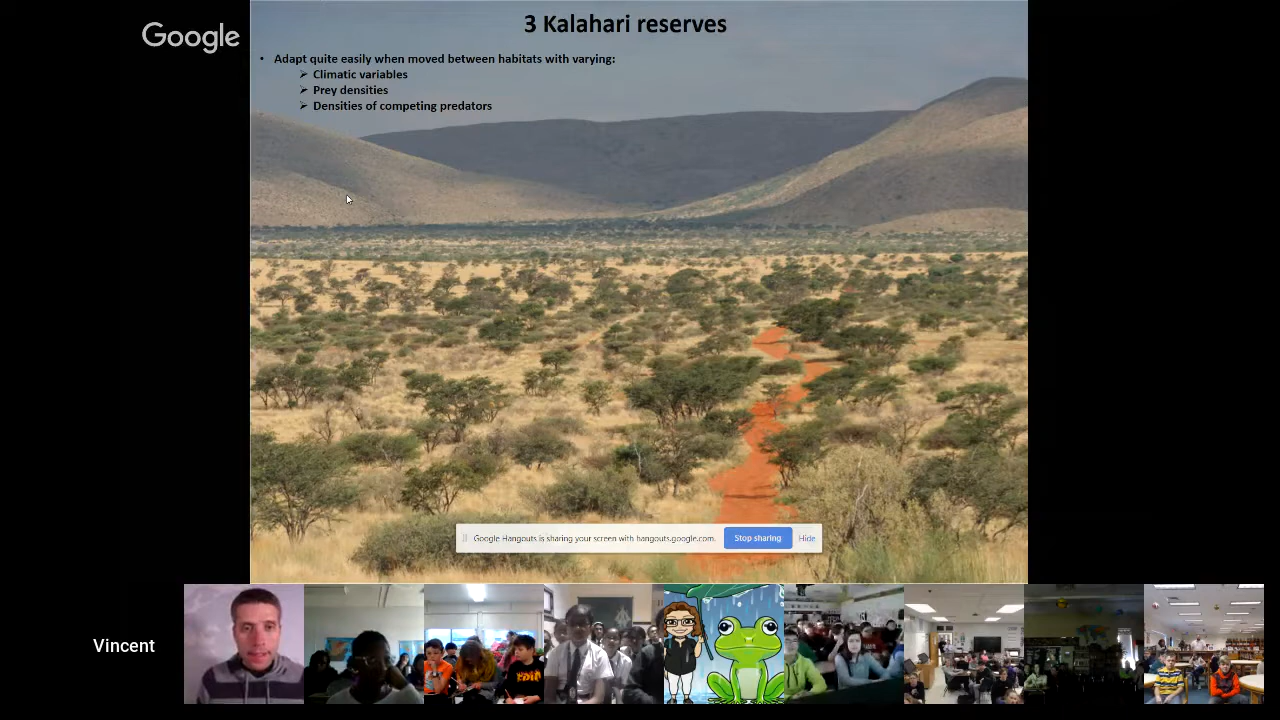 Google
3 Kalahari reserves
• Adapt quite easily when moved between habitats with varying:
➢ Climatic variables
➢ Prey densities
➢ Densities of competing predators
Google Hangouts is sharing your screen with hangouts.google.com.
Stop sharing
Hide
Vincent